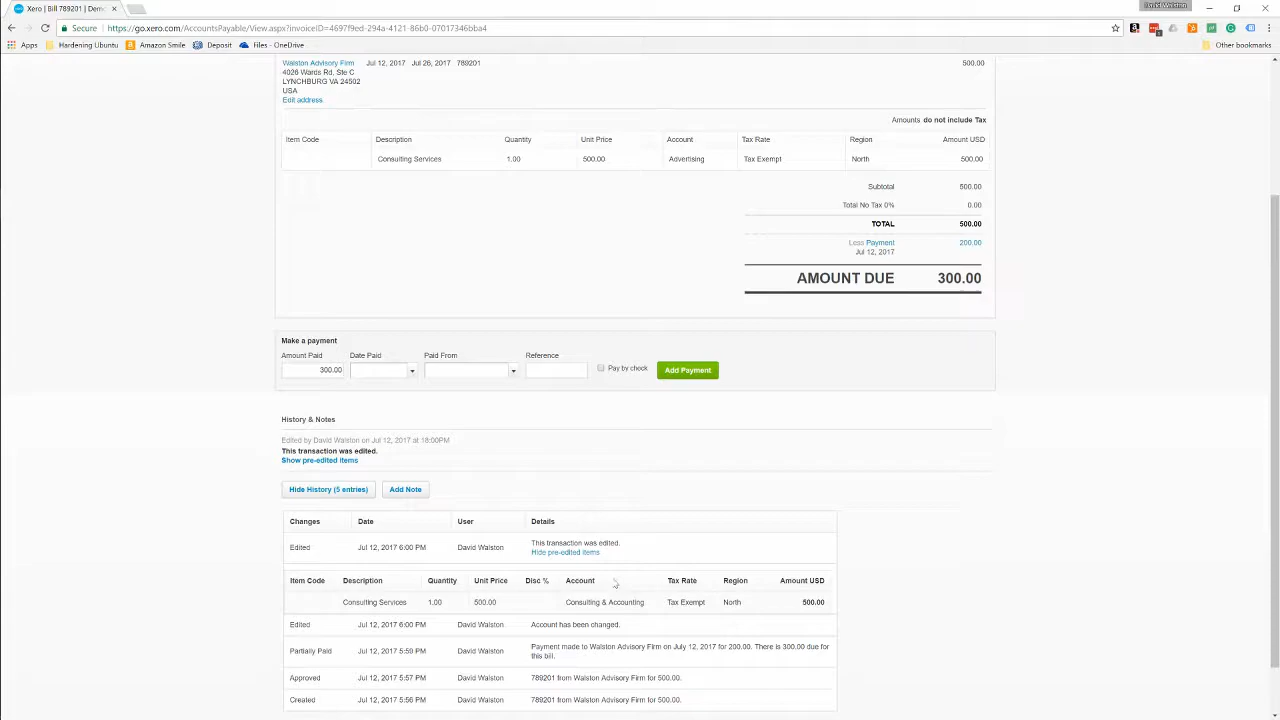 David Walston
Xero | Bill 789201 | Demo
Secure https://go.xero.com/AccountsPayable/View.aspx?invoiceID=4697f9ed-294a-4121-86b0-07017346bba4
Apps Hardening Ubuntu Amazon Smile Deposit Files - OneDrive Other bookmarks
Walston Advisory Firm Jul 12, 2017 Jul 26, 2017 789201 500.00
4026 Wards Rd, Ste C
LYNCHBURG VA 24502
USA
Edit address
Amounts do not include Tax
Item Code Description Quantity Unit Price Account Tax Rate Region Amount USD
Consulting Services 1.00 500.00 Advertising Tax Exempt North 500.00
Subtotal 500.00
Total No Tax 0% 0.00
TOTAL 500.00
Less Payment 200.00
Jul 12, 2017
AMOUNT DUE 300.00
Make a payment
Amount Paid Date Paid Paid From Reference
300.00 Pay by check Add Payment
History & Notes
Edited by David Walston on Jul 12, 2017 at 18:00PM
This transaction was edited.
Show pre-edited items
Hide History (5 entries) Add Note
Changes Date User Details
Edited Jul 12, 2017 6:00 PM David Walston This transaction was edited.
Hide pre-edited items
Item Code Description Quantity Unit Price Disc % Account Tax Rate Region Amount USD
Consulting Services 1.00 500.00 Consulting & Accounting Tax Exempt North 500.00
Edited Jul 12, 2017 6:00 PM David Walston Account has been changed.
Partially Paid Jul 12, 2017 5:59 PM David Walston Payment made to Walston Advisory Firm on July 12, 2017 for 200.00. There is 300.00 due for
this bill.
Approved Jul 12, 2017 5:57 PM David Walston 789201 from Walston Advisory Firm for 500.00.
Created Jul 12, 2017 5:56 PM David Walston 789201 from Walston Advisory Firm for 500.00.